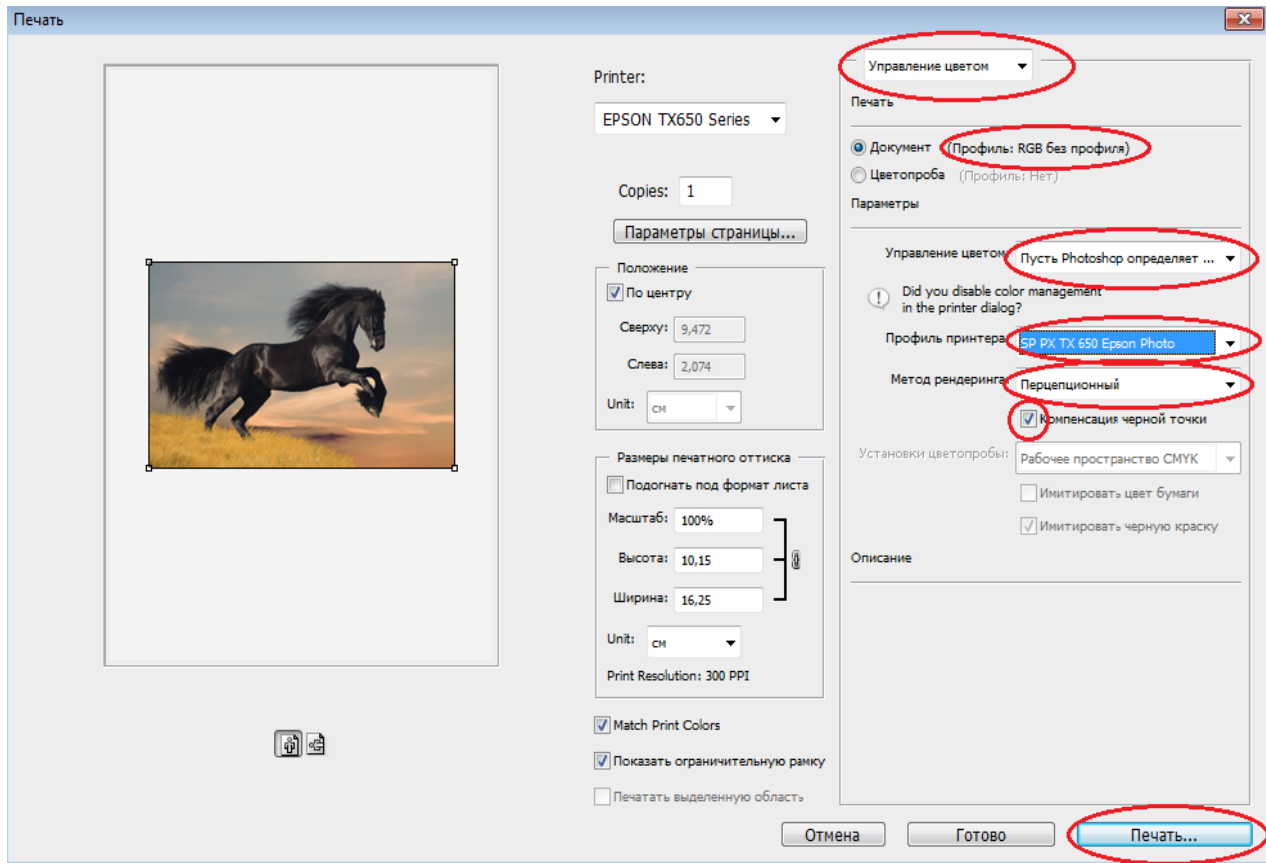 Печать
Printer:
EPSON TX650 Series
Copies: 1
Параметры страницы...
Положение
По центру
Сверху: 9,472
Слева: 2,074
Unit: см
Размеры печатного оттиска
Подогнать под формат листа
Масштаб: 100%
Высота: 10,15
Ширина: 16,25
Unit: см
Print Resolution: 300 PPI
Match Print Colors
Показать ограничительную рамку
Печатать выделенную область
Управление цветом
Печать
Документ (Профиль: RGB без профиля)
Цветопроба (Профиль: Нет)
Параметры
Управление цветом: Пусть Photoshop определяет ...
Did you disable color management
in the printer dialog?
Профиль принтера: SP PX TX 650 Epson Photo
Метод рендеринга: Перцепционный
Компенсация черной точки
Установки цветопробы: Рабочее пространство CMYK
Имитировать цвет бумаги
Имитировать черную краску
Описание
Отмена
Готово
Печать...